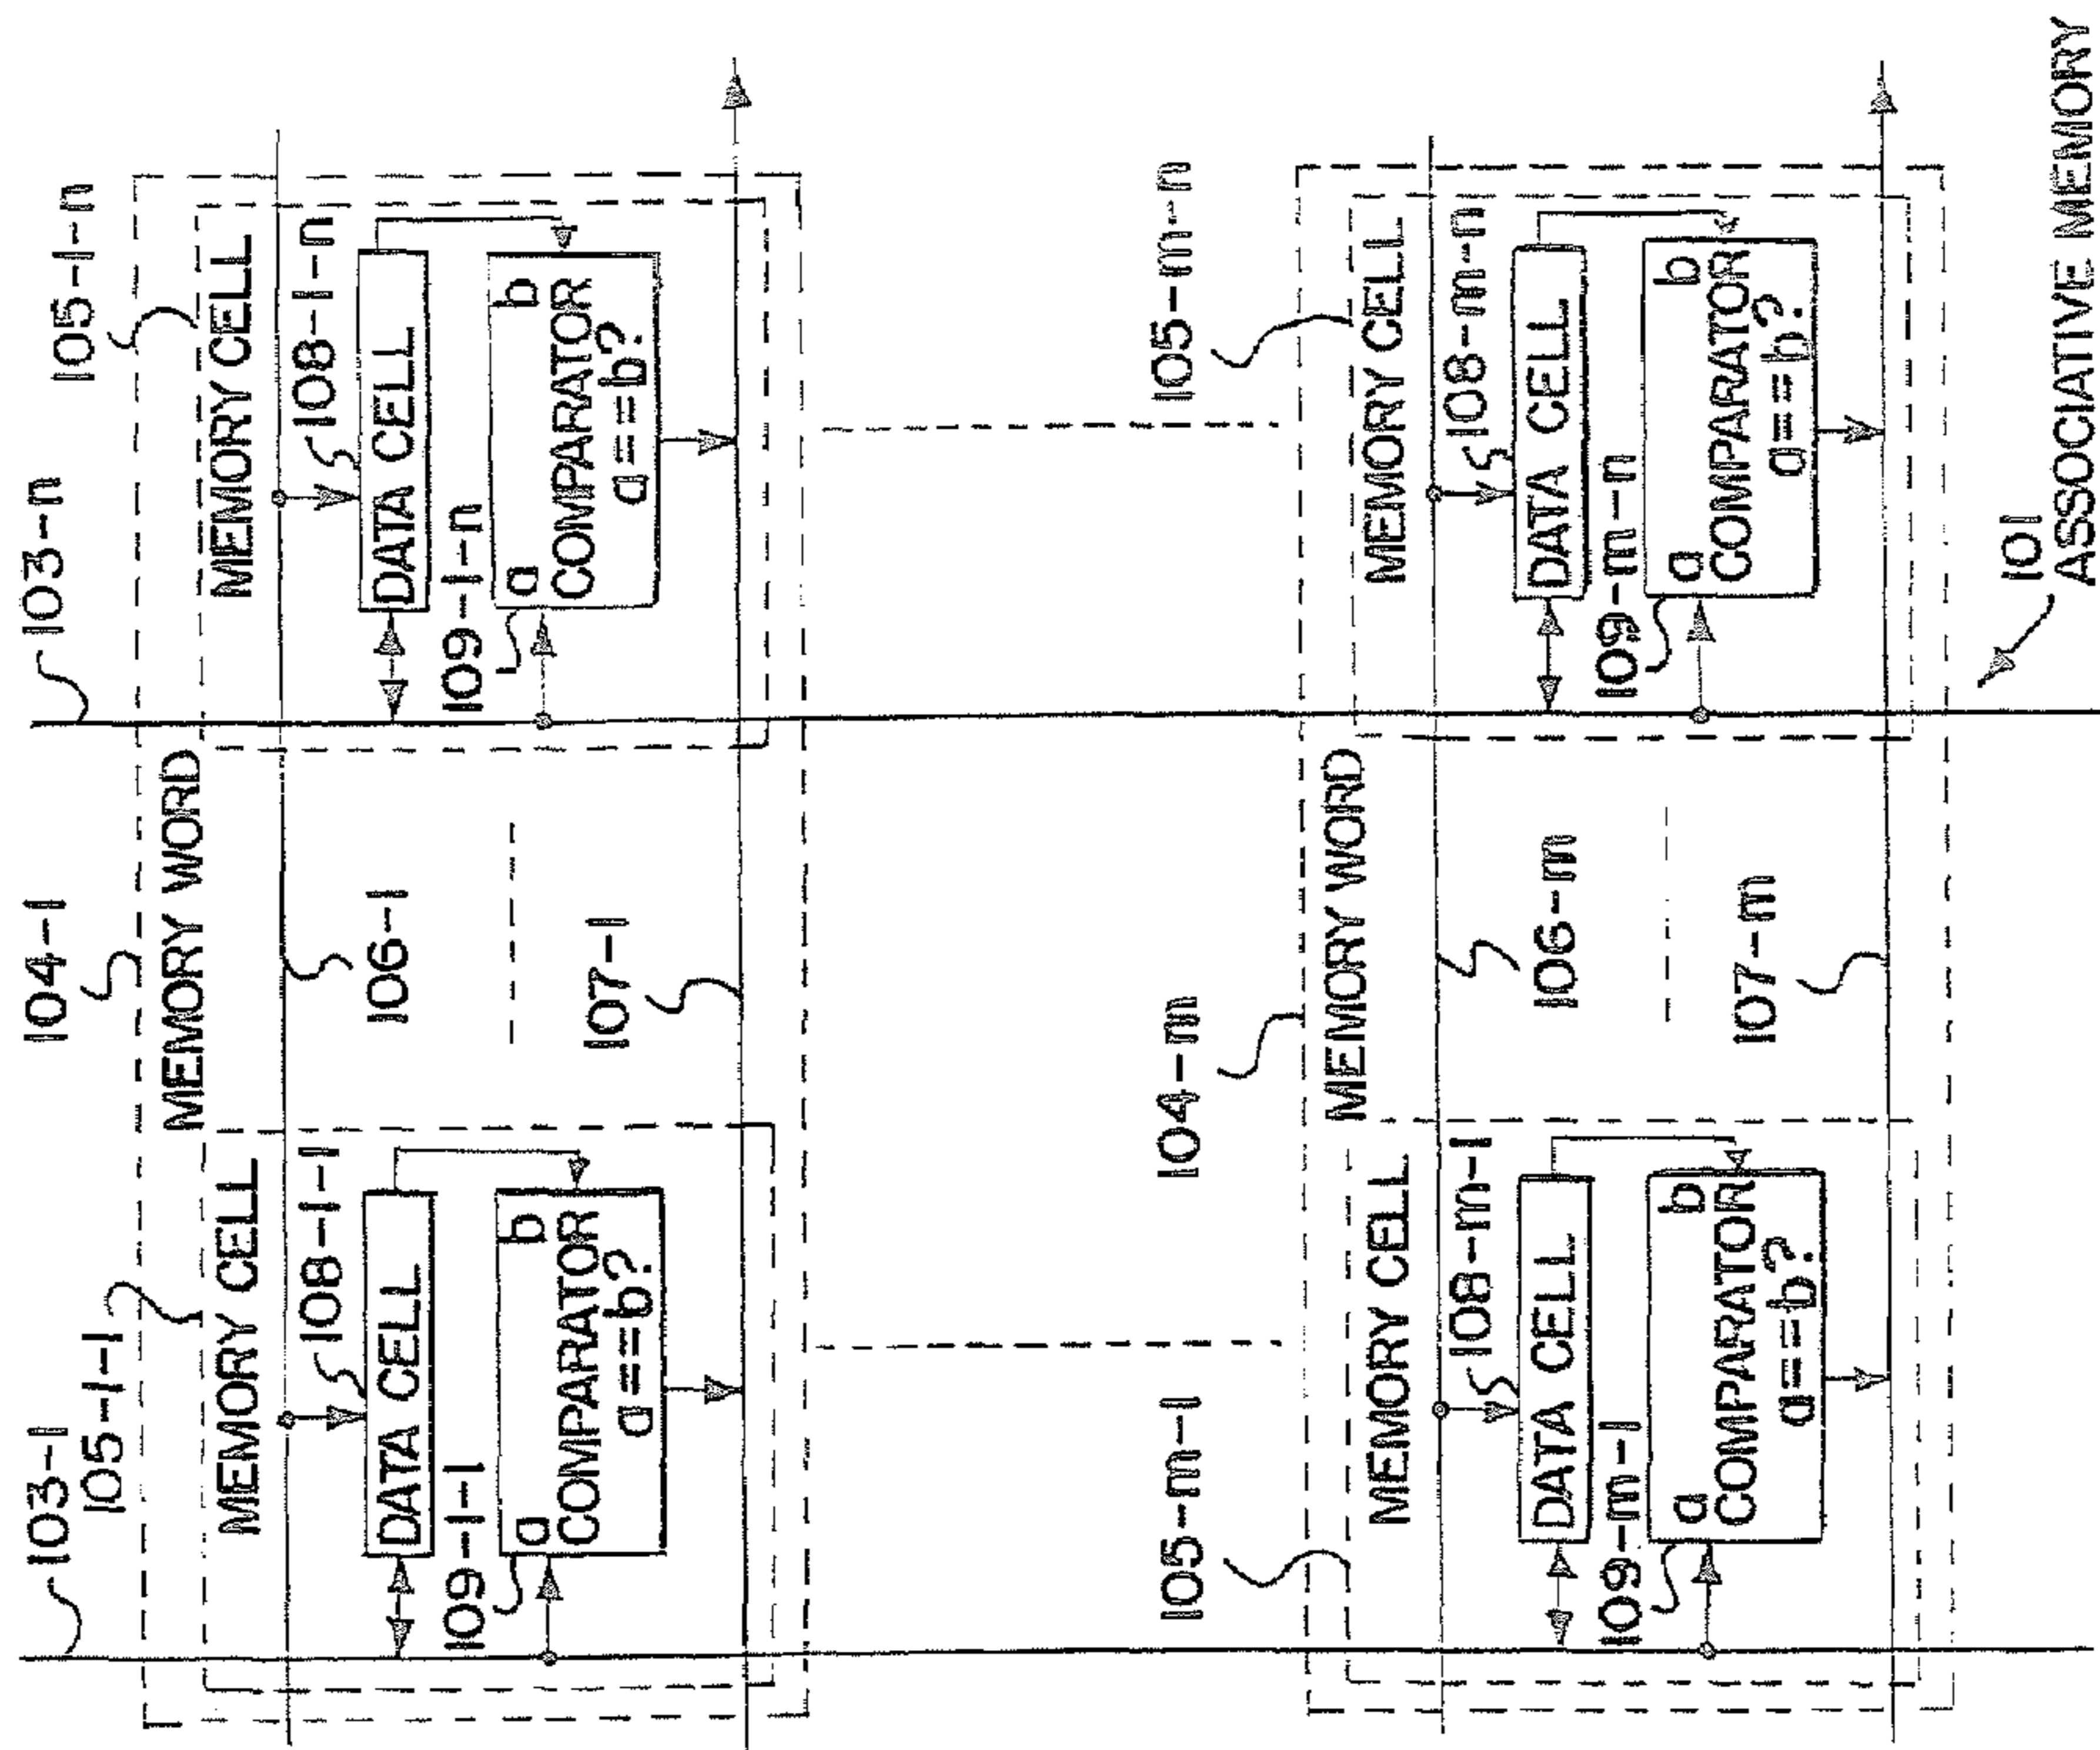 103-1
105-1-1
104-1
103-n
105-1-n
MEMORY WORD
MEMORY CELL
MEMORY CELL
108-1-1
108-1-n
DATA CELL
DATA CELL
106-1
109-1-1
109-1-n
a
b
COMPARATOR
a==b?
a
b
COMPARATOR
a==b?
107-1
105-m-1
104-m
105-m-n
MEMORY WORD
MEMORY CELL
MEMORY CELL
108-m-1
108-m-n
DATA CELL
DATA CELL
106-m
109-m-1
109-m-n
a
b
COMPARATOR
a==b?
a
b
COMPARATOR
a==b?
107-m
101
ASSOCIATIVE MEMORY